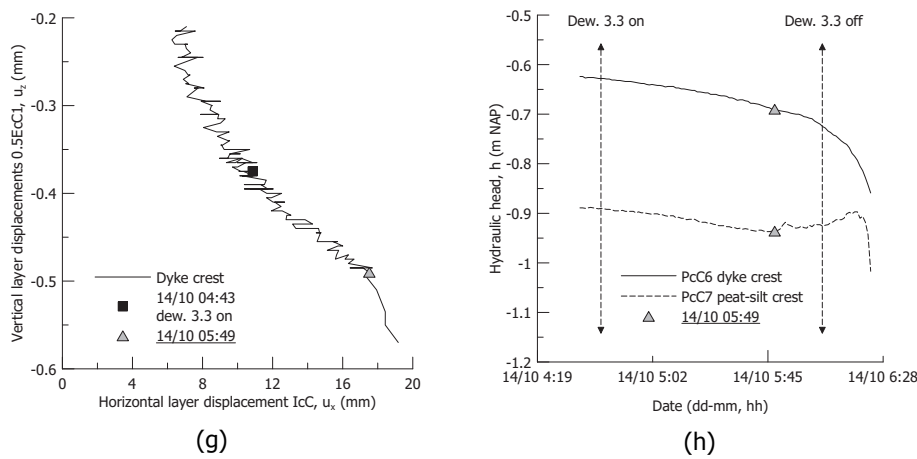 -0.2
-0.3
-0.4
-0.5
-0.6
Vertical layer displacements 0.5EcC1, uz (mm)
Dyke crest
14/10 04:43
dew. 3.3 on
14/10 05:49
0 4 8 12 16 20
Horizontal layer displacement IcC, ux (mm)
(g)
Dew. 3.3 on Dew. 3.3 off
-0.5
-0.6
-0.7
-0.8
-0.9
-1
-1.1
-1.2
Hydraulic head, h (m NAP)
PcC6 dyke crest
PcC7 peat-silt crest
14/10 05:49
14/10 4:19 14/10 5:02 14/10 5:45 14/10 6:28
Date (dd-mm, hh)
(h)